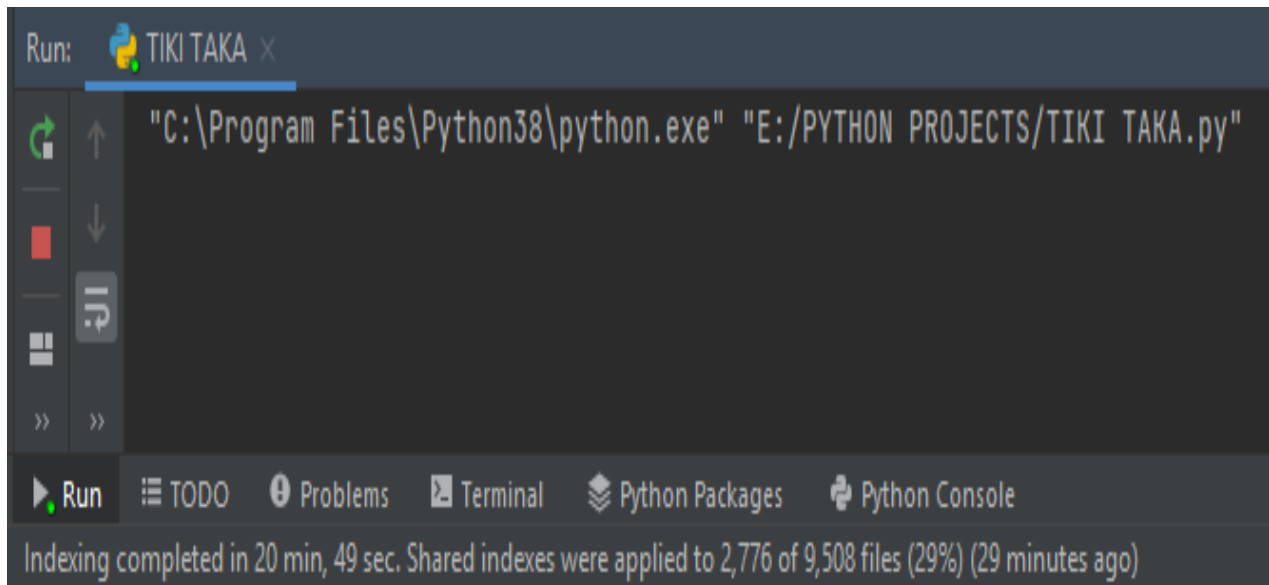 Run: TIKI TAKA
"C:\Program Files\Python38\python.exe" "E:/PYTHON PROJECTS/TIKI TAKA.py"
Run TODO Problems Terminal Python Packages Python Console
Indexing completed in 20 min, 49 sec. Shared indexes were applied to 2,776 of 9,508 files (29%) (29 minutes ago)